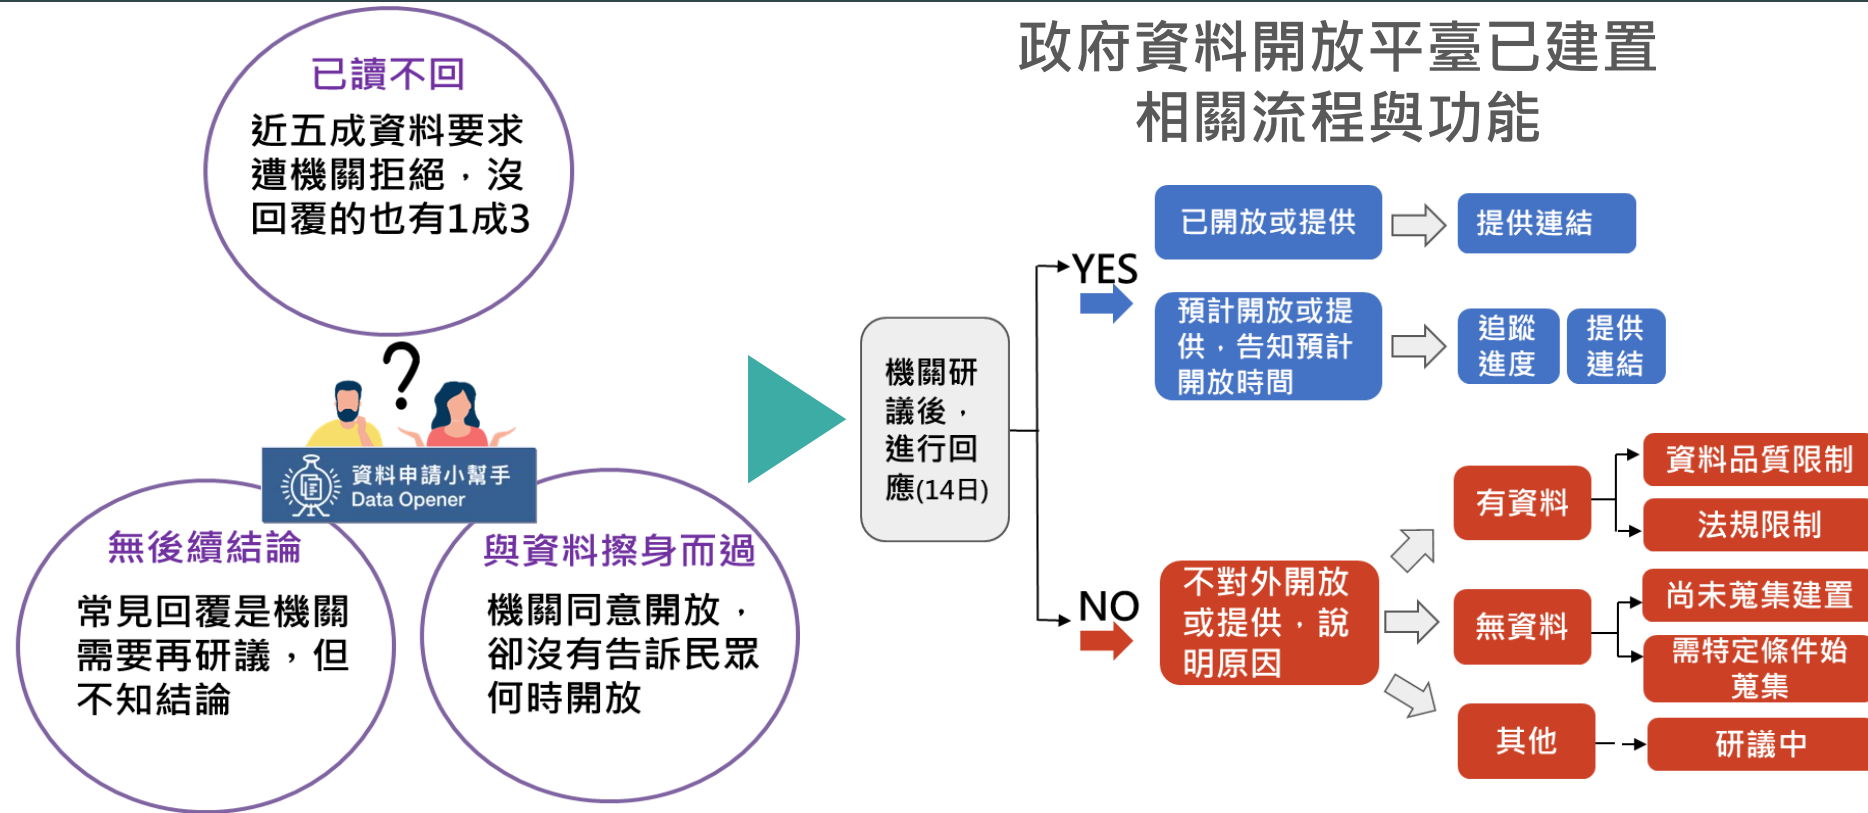 政府資料開放平臺已建置
相關流程與功能
已讀不回
近五成資料要求
遭機關拒絕，沒
回覆的也有1成3
?
資料申請小幫手
Data Opener
無後續結論
常見回覆是機關
需要再研議，但
不知結論
與資料擦身而過
機關同意開放，
卻沒有告訴民眾
何時開放
機關研
議後，
進行回
應(14日)
YES
已開放或提供
提供連結
預計開放或提
供，告知預計
開放時間
追蹤
進度
提供
連結
NO
不對外開放
或提供，說
明原因
有資料
資料品質限制
法規限制
無資料
尚未蒐集建置
需特定條件始
蒐集
其他
研議中